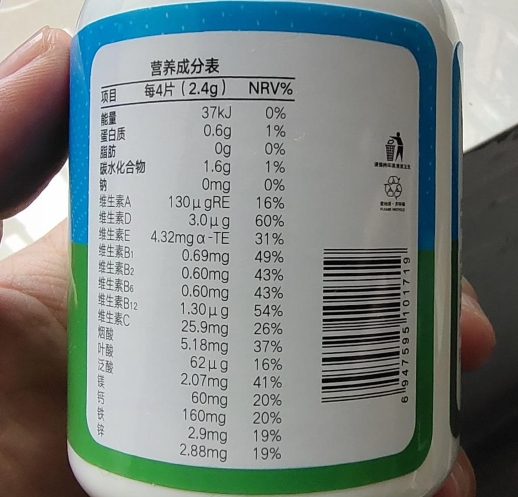 营养成分表
项目 每4片（2.4g） NRV%
能量 37kJ 0%
蛋白质 0.6g 1%
脂肪 0g 0%
碳水化合物 1.6g 1%
钠 0mg 0%
维生素A 130μgRE 16%
维生素D 3.0μg 60%
维生素E 4.32mgα-TE 31%
维生素B1 0.69mg 49%
维生素B2 0.60mg 43%
维生素B6 0.60mg 43%
维生素B12 1.30μg 54%
维生素C 25.9mg 26%
烟酸 5.18mg 37%
叶酸 62μg 16%
泛酸 2.07mg 41%
镁 60mg 20%
钙 160mg 20%
铁 2.9mg 19%
锌 2.88mg 19%
PLEASE RECYCLE
6 947595 101719